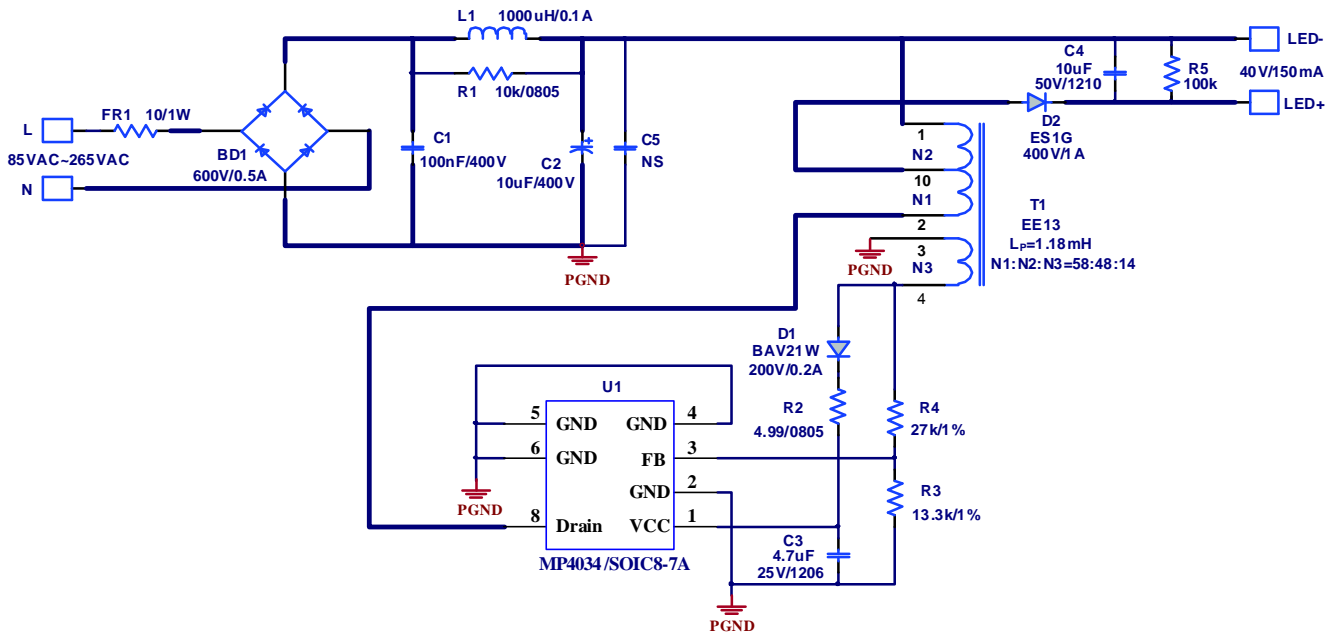 L1 1000uH/0.1A
R1 10k/0805
FR1 10/1W
L
85VAC~265VAC
N
BD1
600V/0.5A
C1
100nF/400V
C2
10uF/400V
C5
NS
PGND
C4
10uF
50V/1210
R5
100k
LED-
40V/150mA
LED+
D2
ES1G
400V/1A
1
N2
10
N1
2
3
N3
4
PGND
T1
EE13
LP=1.18mH
N1:N2:N3=58:48:14
D1
BAV21W
200V/0.2A
R2
4.99/0805
R4
27k/1%
R3
13.3k/1%
U1
5 GND GND 4
6 GND FB 3
GND 2
8 Drain VCC 1
MP4034/SOIC8-7A
PGND
C3
4.7uF
25V/1206
PGND